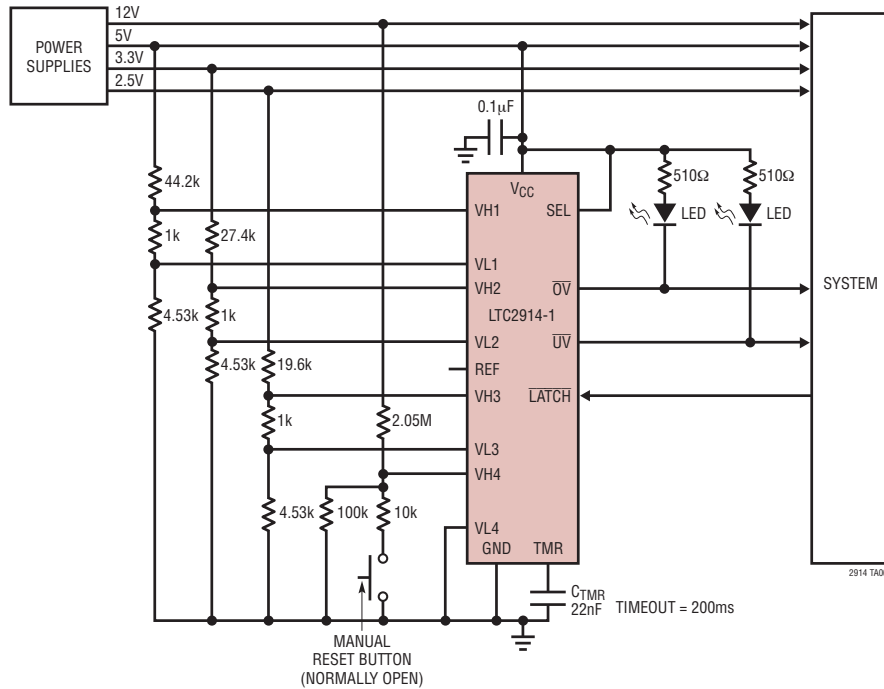 POWER
SUPPLIES
12V
5V
3.3V
2.5V
0.1µF
44.2k
1k
4.53k
27.4k
1k
4.53k
19.6k
1k
4.53k
2.05M
100k
10k
MANUAL
RESET BUTTON
(NORMALLY OPEN)
VCC
VH1
SEL
VL1
VH2
OV
LTC2914-1
VL2
UV
REF
VH3
LATCH
VL3
VH4
VL4
GND
TMR
510Ω
LED
510Ω
LED
SYSTEM
CTMR
22nF
TIMEOUT = 200ms